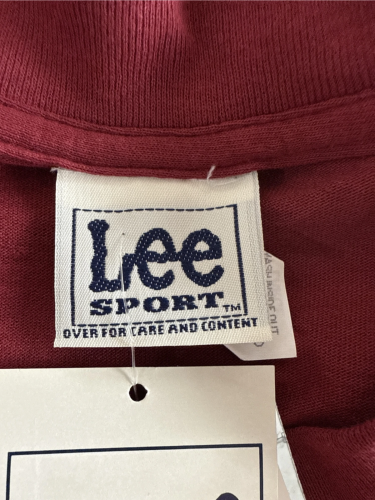 Lee
SPORT™
OVER FOR CARE AND CONTENT